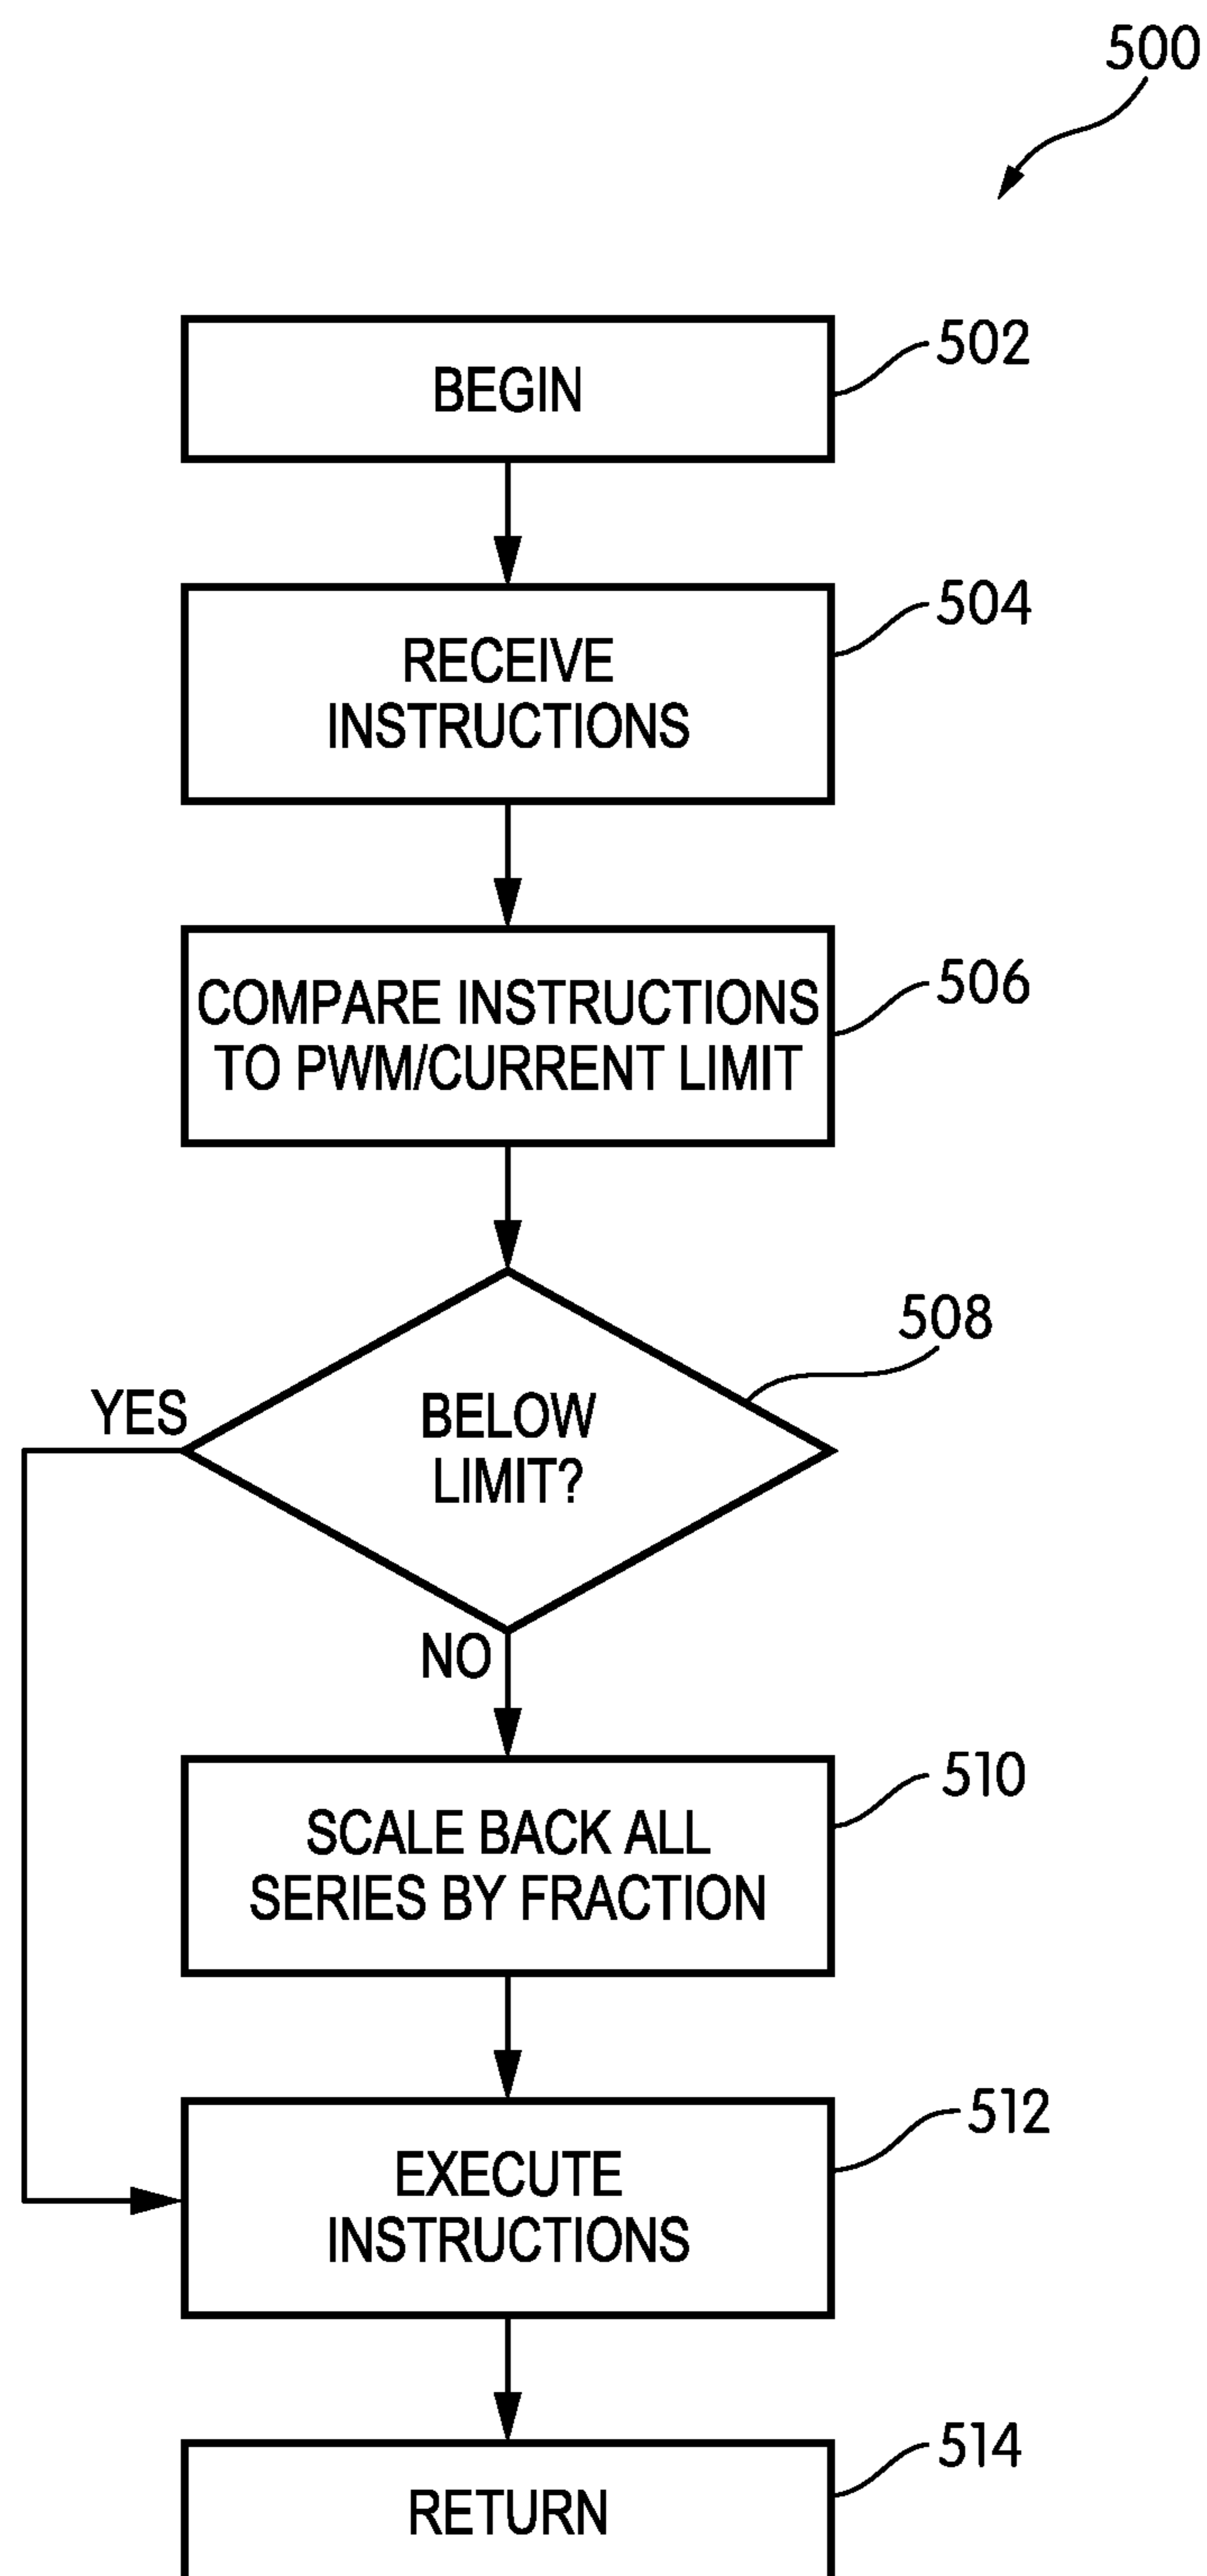 500
BEGIN
502
RECEIVE
INSTRUCTIONS
504
COMPARE INSTRUCTIONS
TO PWM/CURRENT LIMIT
506
BELOW
LIMIT?
508
YES
NO
SCALE BACK ALL
SERIES BY FRACTION
510
EXECUTE
INSTRUCTIONS
512
RETURN
514